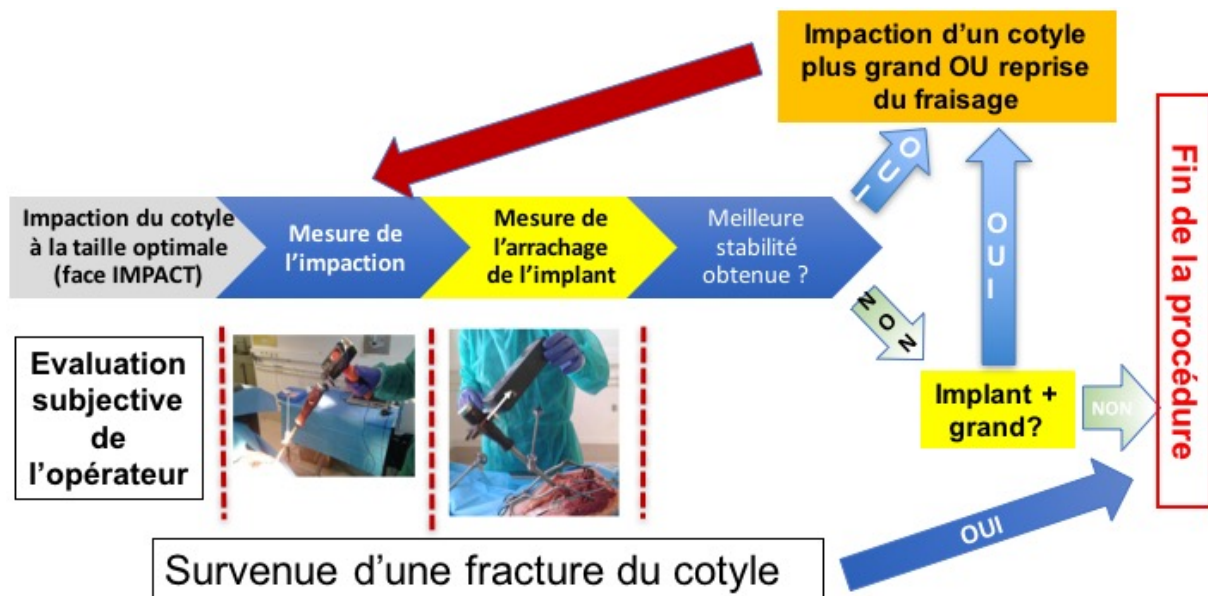 Impaction d’un cotyle
plus grand OU reprise
du fraisage
OUI
OUI
Fin de la procédure
Impaction du cotyle
à la taille optimale
(face IMPACT)
Mesure de
l’impaction
Mesure de
l’arrachage
de l’implant
Meilleure
stabilité
obtenue ?
NON
Evaluation
subjective
de
l’opérateur
Implant +
grand?
NON
OUI
Survenue d’une fracture du cotyle